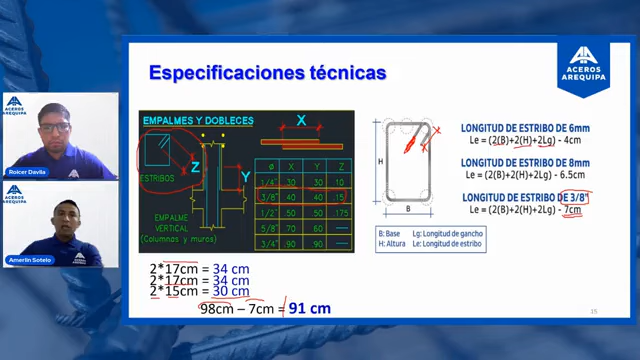 Especificaciones técnicas
ACEROS
AREQUIPA
ACEROS
AREQUIPA
Roicer Davila
ACEROS
AREQUIPA
Amerlin Sotelo
EMPALMES Y DOBLECES
X
Z
Y
ESTRIBOS
EMPALME
VERTICAL
(Columnas y muros)
Ø X Y Z
1/4" 30 30 10
3/8" 40 40 .15
1/2" .50 50 .175
5/8" .70 .60
3/4" .90 .90
H
B
X
X
LONGITUD DE ESTRIBO DE 6mm
Le = (2(B)+2(H)+2Lg) - 4cm
LONGITUD DE ESTRIBO DE 8mm
Le = (2(B)+2(H)+2Lg) - 6.5cm
LONGITUD DE ESTRIBO DE 3/8"
Le = (2(B)+2(H)+2Lg) - 7cm
B: Base Lg: Longitud de gancho
H: Altura Le: Longitud de estribo
2*17cm = 34 cm
2*17cm = 34 cm
2*15cm = 30 cm
98cm – 7cm = 91 cm
15